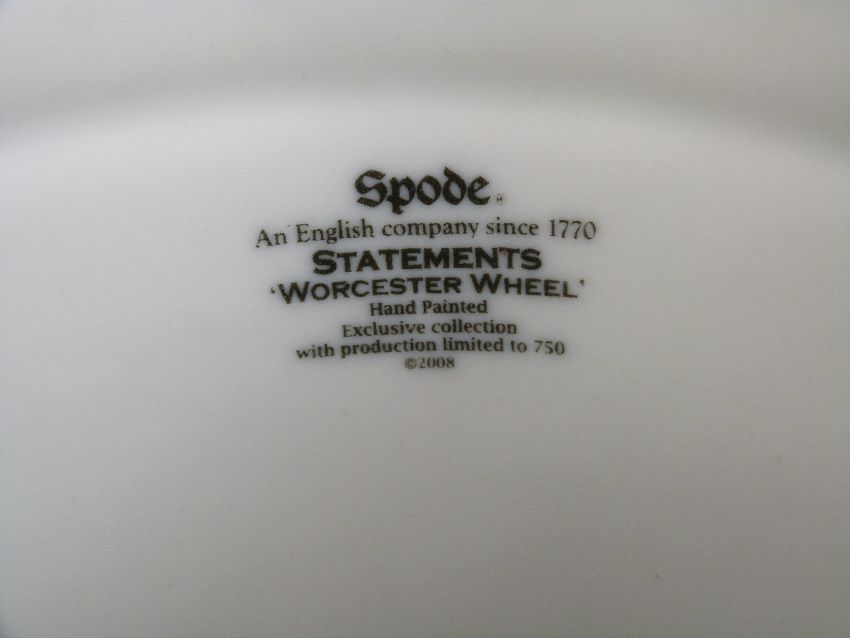 Spode®
An English company since 1770
STATEMENTS
'WORCESTER WHEEL'
Hand Painted
Exclusive collection
with production limited to 750
©2008